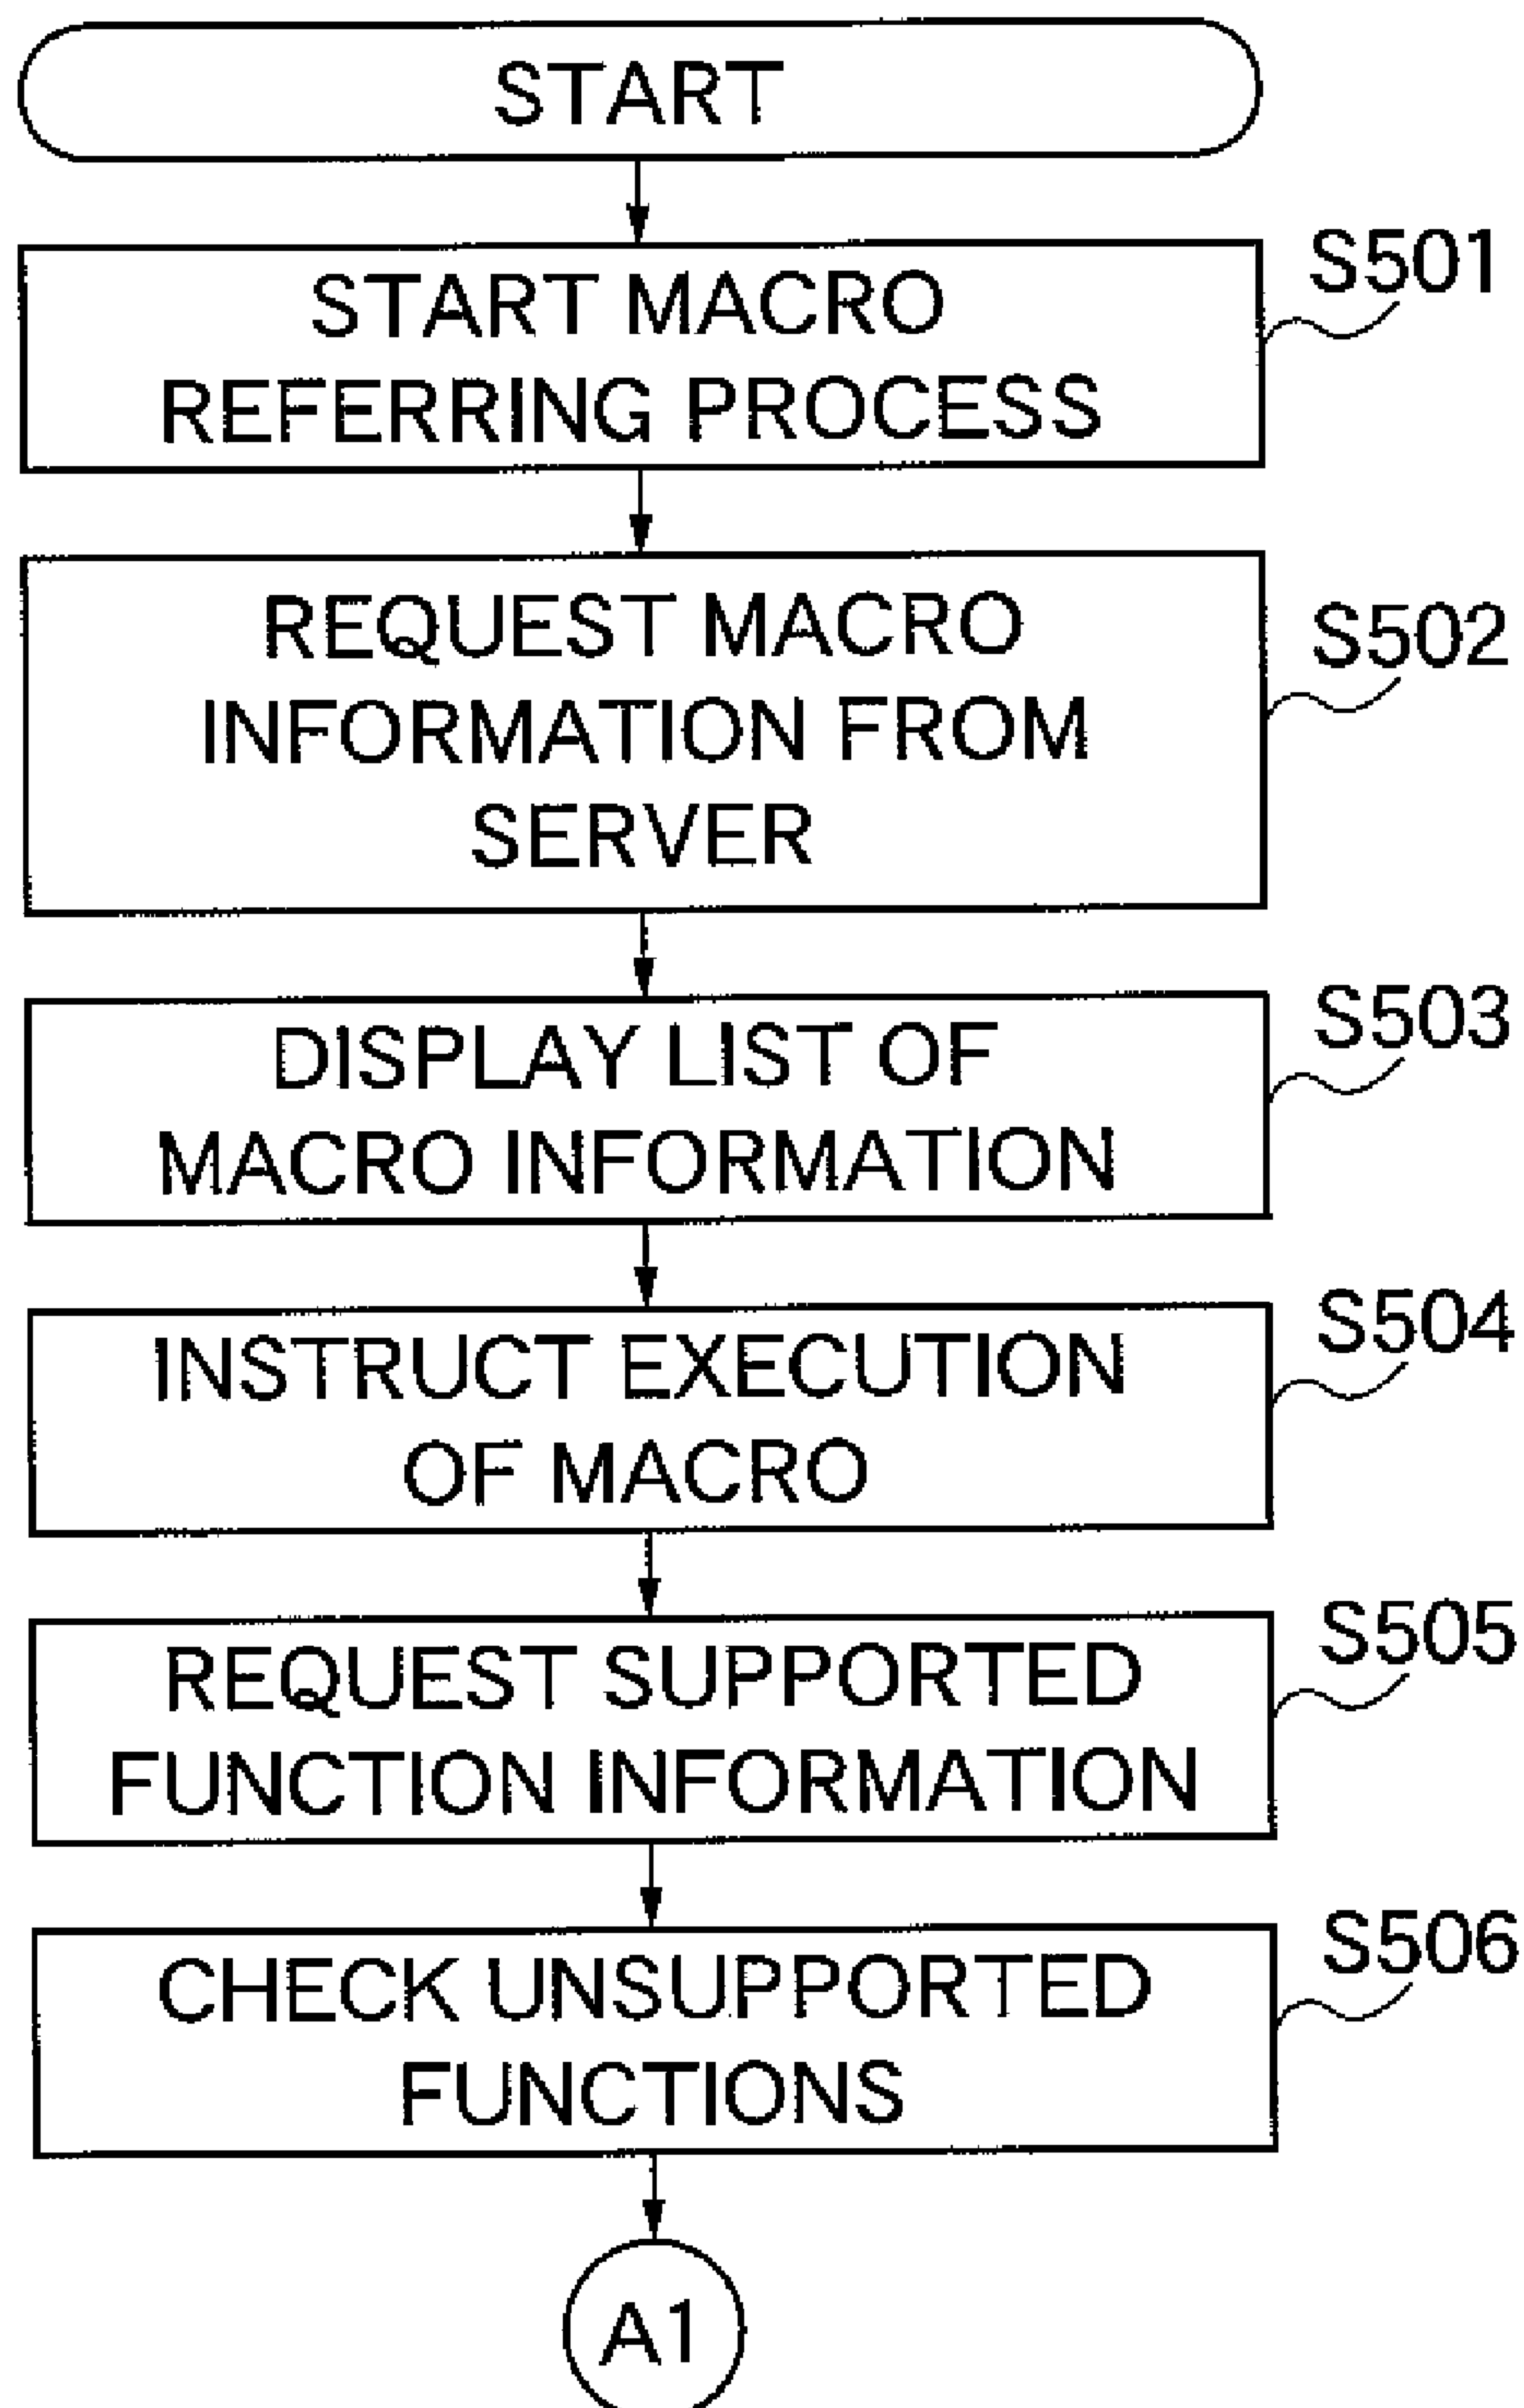 START
START MACRO
REFERRING PROCESS
S501
REQUEST MACRO
INFORMATION FROM
SERVER
S502
DISPLAY LIST OF
MACRO INFORMATION
S503
INSTRUCT EXECUTION
OF MACRO
S504
REQUEST SUPPORTED
FUNCTION INFORMATION
S505
CHECK UNSUPPORTED
FUNCTIONS
S506
A1